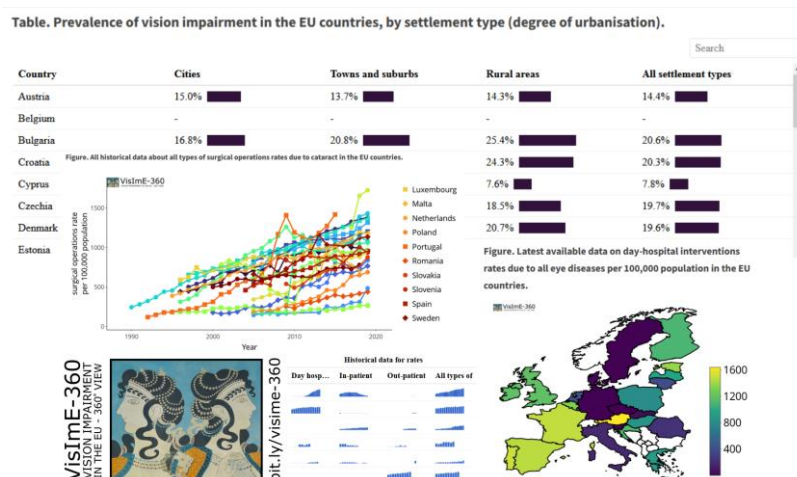 Table. Prevalence of vision impairment in the EU countries, by settlement type (degree of urbanisation).
Search
Country Cities Towns and suburbs Rural areas All settlement types
Austria 15.0% 13.7% 14.3% 14.4%
Belgium - - - -
Bulgaria 16.8% 20.8% 25.4% 20.6%
Croatia 24.3% 20.3%
Cyprus 7.6% 7.8%
Czechia 18.5% 19.7%
Denmark 20.7% 19.6%
Estonia
Figure. All historical data about all types of surgical operations rates due to cataract in the EU countries.
VisImE-360
surgical operations rate
per 100,000 population
1500
1000
500
0
1990 2000 2010 2020
Year
Luxembourg
Malta
Netherlands
Poland
Portugal
Romania
Slovakia
Slovenia
Spain
Sweden
Figure. Latest available data on day-hospital interventions
rates due to all eye diseases per 100,000 population in the EU
countries.
VisImE-360
1600
1200
800
400
VisImE-360
VISION IMPAIRMENT
IN THE EU - 360° VIEW
bit.ly/visime-360
Historical data for rates
Day hosp... In-patient Out-patient All types of